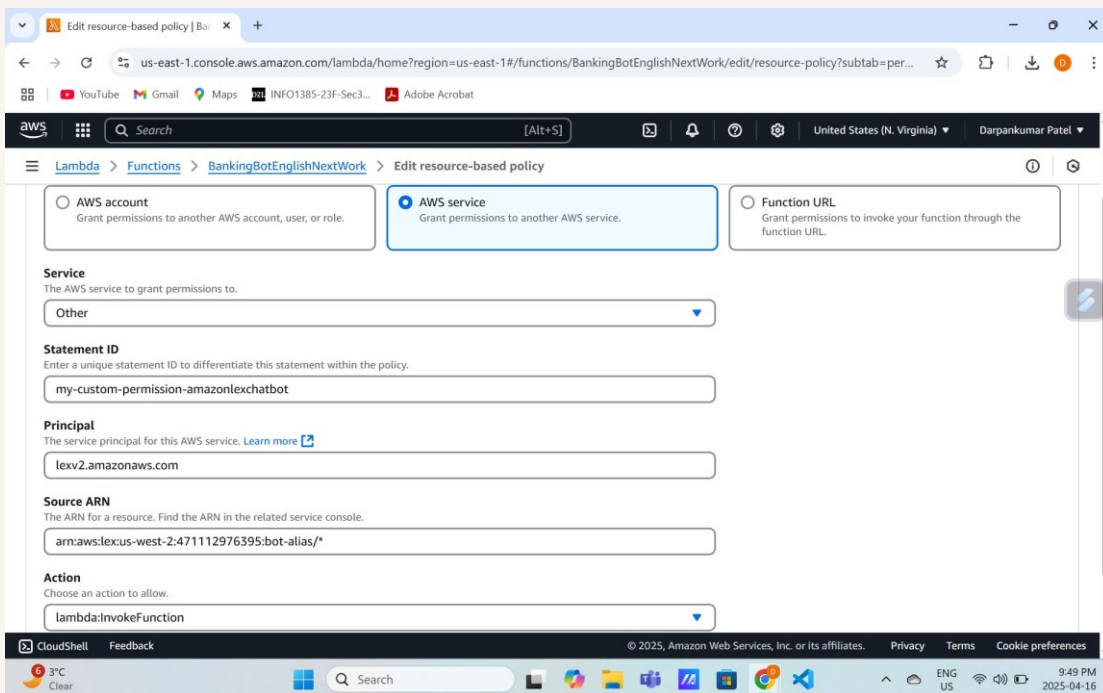 Edit resource-based policy | Ba
us-east-1.console.aws.amazon.com/lambda/home?region=us-east-1#/functions/BankingBotEnglishNextWork/edit/resource-policy?subtab=per...
D
YouTube
Gmail
Maps
D2L INFO1385-23F-Sec3...
Adobe Acrobat
aws
Search
[Alt+S]
United States (N. Virginia)
Darpankumar Patel
Lambda > Functions > BankingBotEnglishNextWork > Edit resource-based policy
AWS account
Grant permissions to another AWS account, user, or role.
AWS service
Grant permissions to another AWS service.
Function URL
Grant permissions to invoke your function through the
function URL.
Service
The AWS service to grant permissions to.
Other
Statement ID
Enter a unique statement ID to differentiate this statement within the policy.
my-custom-permission-amazonlexchatbot
Principal
The service principal for this AWS service. Learn more
lexv2.amazonaws.com
Source ARN
The ARN for a resource. Find the ARN in the related service console.
arn:aws:lex:us-west-2:471112976395:bot-alias/*
Action
Choose an action to allow.
lambda:InvokeFunction
CloudShell Feedback
© 2025, Amazon Web Services, Inc. or its affiliates. Privacy Terms Cookie preferences
6
3°C
Clear
Search
ENG
US
9:49 PM
2025-04-16